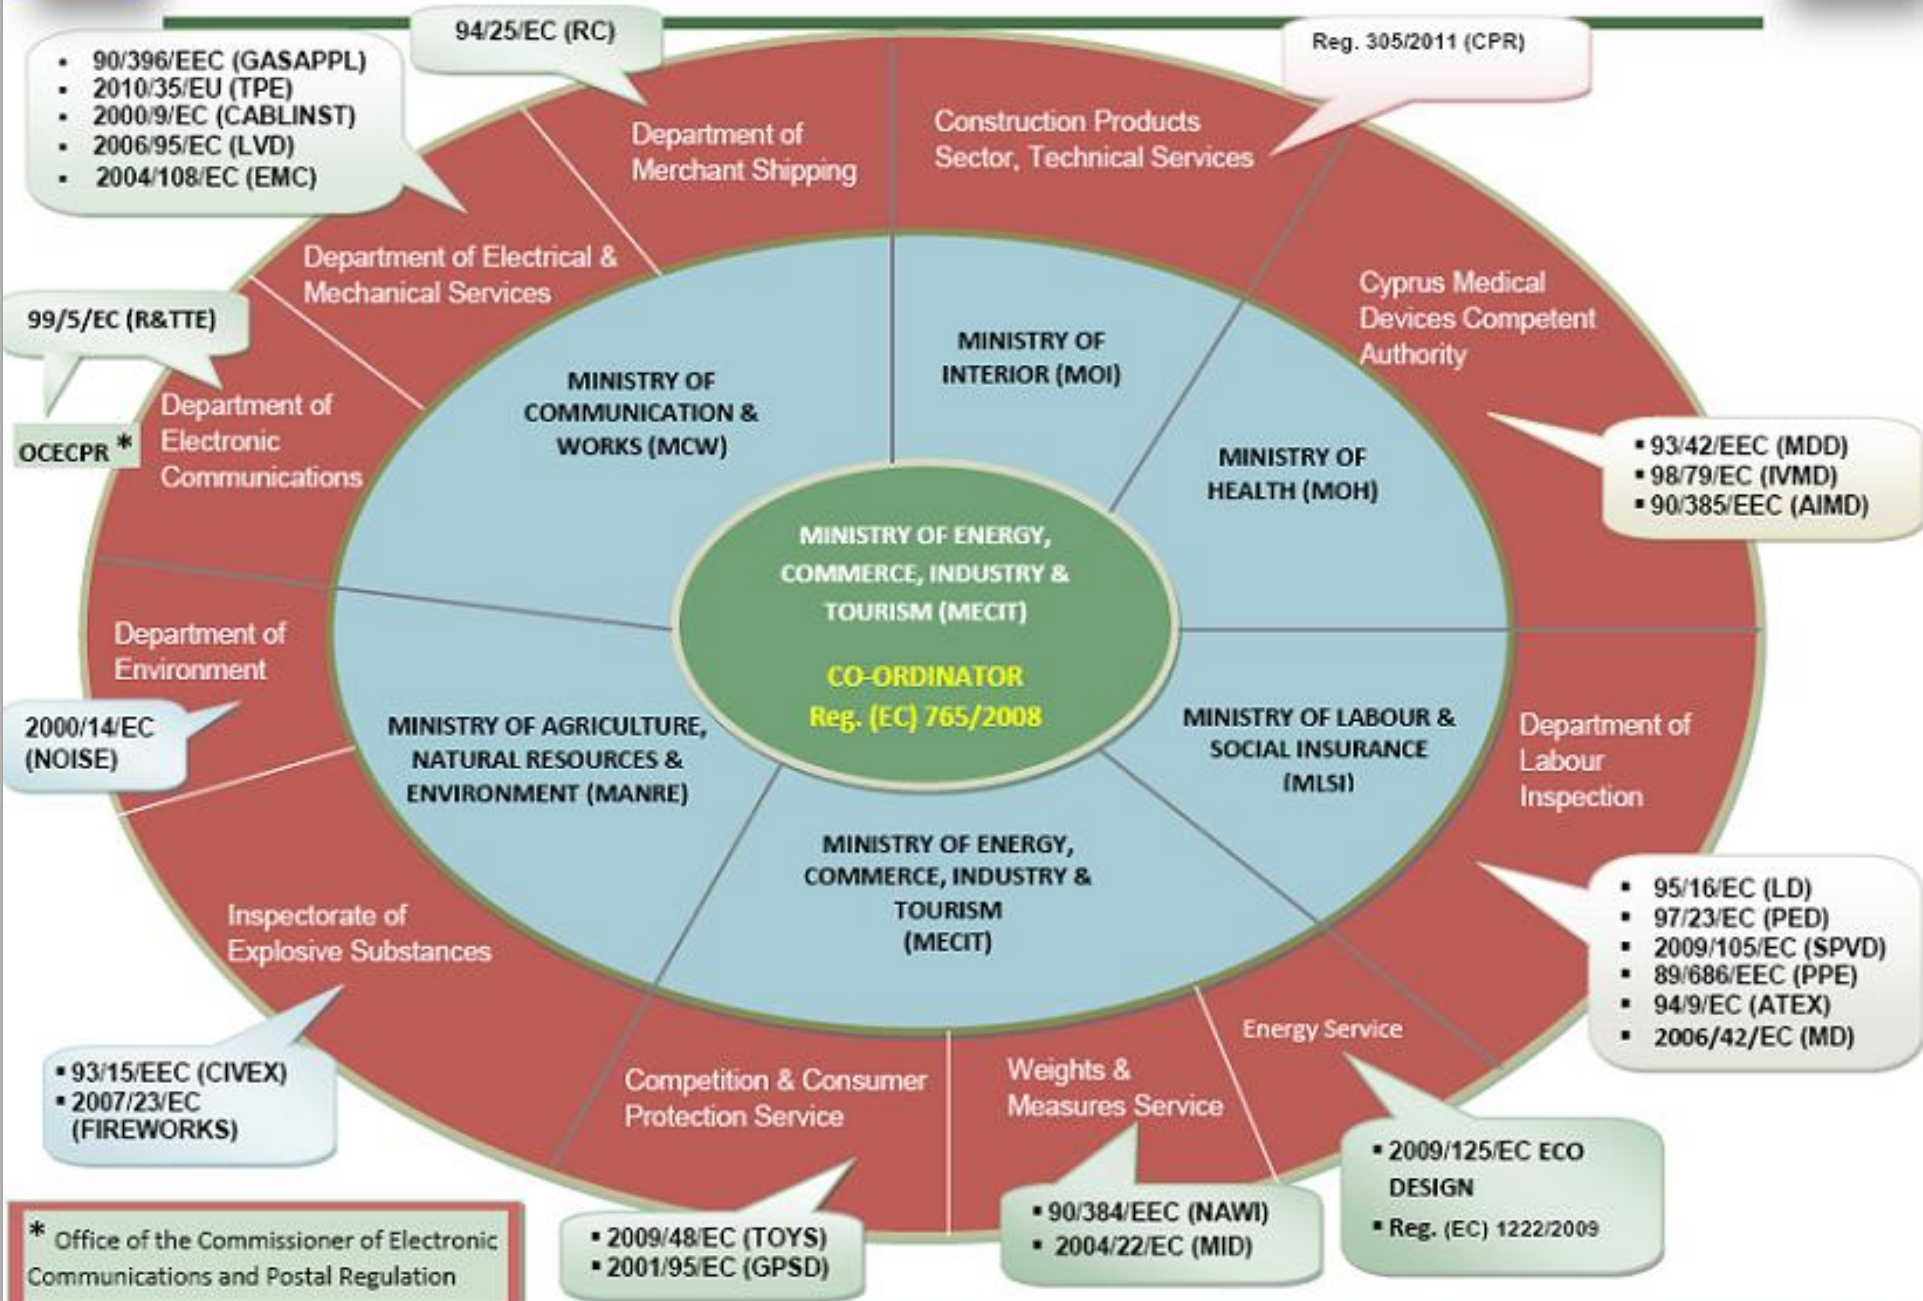 94/25/EC (RC)
Reg. 305/2011 (CPR)
▪ 90/396/EEC (GASAPPL)
▪ 2010/35/EU (TPE)
▪ 2000/9/EC (CABLINST)
▪ 2006/95/EC (LVD)
▪ 2004/108/EC (EMC)
Department of
Merchant Shipping
Construction Products
Sector, Technical Services
Department of Electrical &
Mechanical Services
Cyprus Medical
Devices Competent
Authority
99/5/EC (R&TTE)
OCECPR *
Department of
Electronic
Communications
MINISTRY OF
COMMUNICATION &
WORKS (MCW)
MINISTRY OF
INTERIOR (MOI)
MINISTRY OF
HEALTH (MOH)
▪ 93/42/EEC (MDD)
▪ 98/79/EC (IVMD)
▪ 90/385/EEC (AIMD)
MINISTRY OF ENERGY,
COMMERCE, INDUSTRY &
TOURISM (MECIT)
CO-ORDINATOR
Reg. (EC) 765/2008
Department of
Environment
2000/14/EC
(NOISE)
MINISTRY OF AGRICULTURE,
NATURAL RESOURCES &
ENVIRONMENT (MANRE)
MINISTRY OF LABOUR &
SOCIAL INSURANCE
(MLSI)
Department of
Labour
Inspection
MINISTRY OF ENERGY,
COMMERCE, INDUSTRY &
TOURISM
(MECIT)
▪ 95/16/EC (LD)
▪ 97/23/EC (PED)
▪ 2009/105/EC (SPVD)
▪ 89/686/EEC (PPE)
▪ 94/9/EC (ATEX)
▪ 2006/42/EC (MD)
Inspectorate of
Explosive Substances
▪ 93/15/EEC (CIVEX)
▪ 2007/23/EC
(FIREWORKS)
Competition & Consumer
Protection Service
Weights &
Measures Service
Energy Service
▪ 2009/48/EC (TOYS)
▪ 2001/95/EC (GPSD)
▪ 90/384/EEC (NAWI)
▪ 2004/22/EC (MID)
▪ 2009/125/EC ECO
DESIGN
▪ Reg. (EC) 1222/2009
* Office of the Commissioner of Electronic
Communications and Postal Regulation